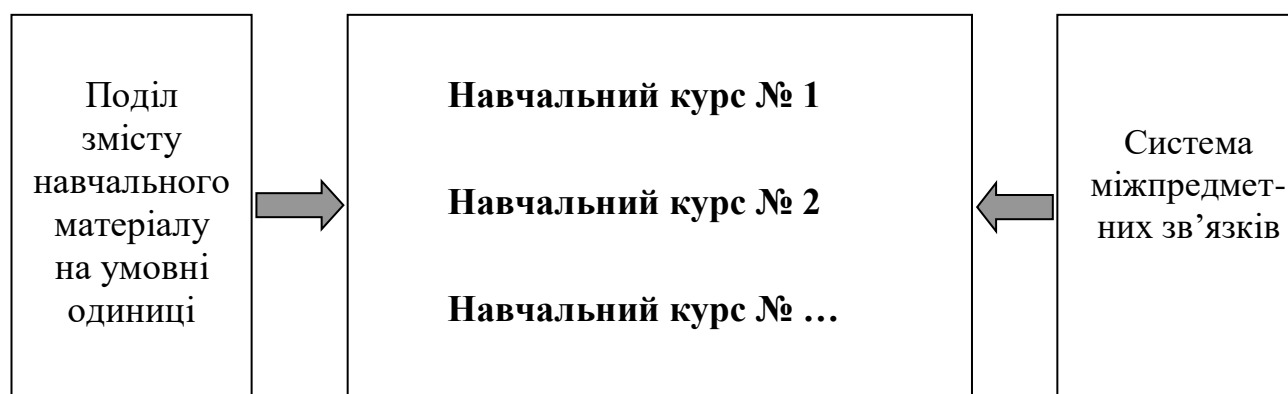 Поділ
змісту
навчального
матеріалу
на умовні
одиниці
Навчальний курс № 1
Навчальний курс № 2
Навчальний курс № …
Система
міжпредмет-
них зв’язків